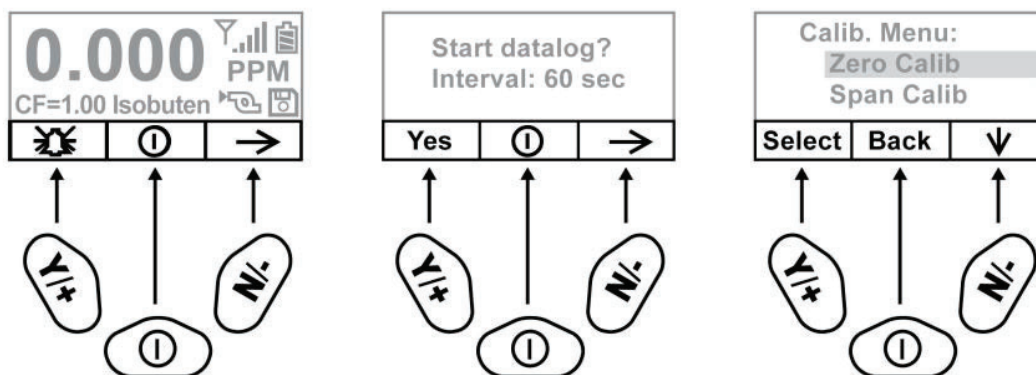 0.000
PPM
CF=1.00 Isobuten
Y/+
N/-
Start datalog?
Interval: 60 sec
Yes
Y/+
N/-
Calib. Menu:
Zero Calib
Span Calib
Select Back
Y/+
N/-